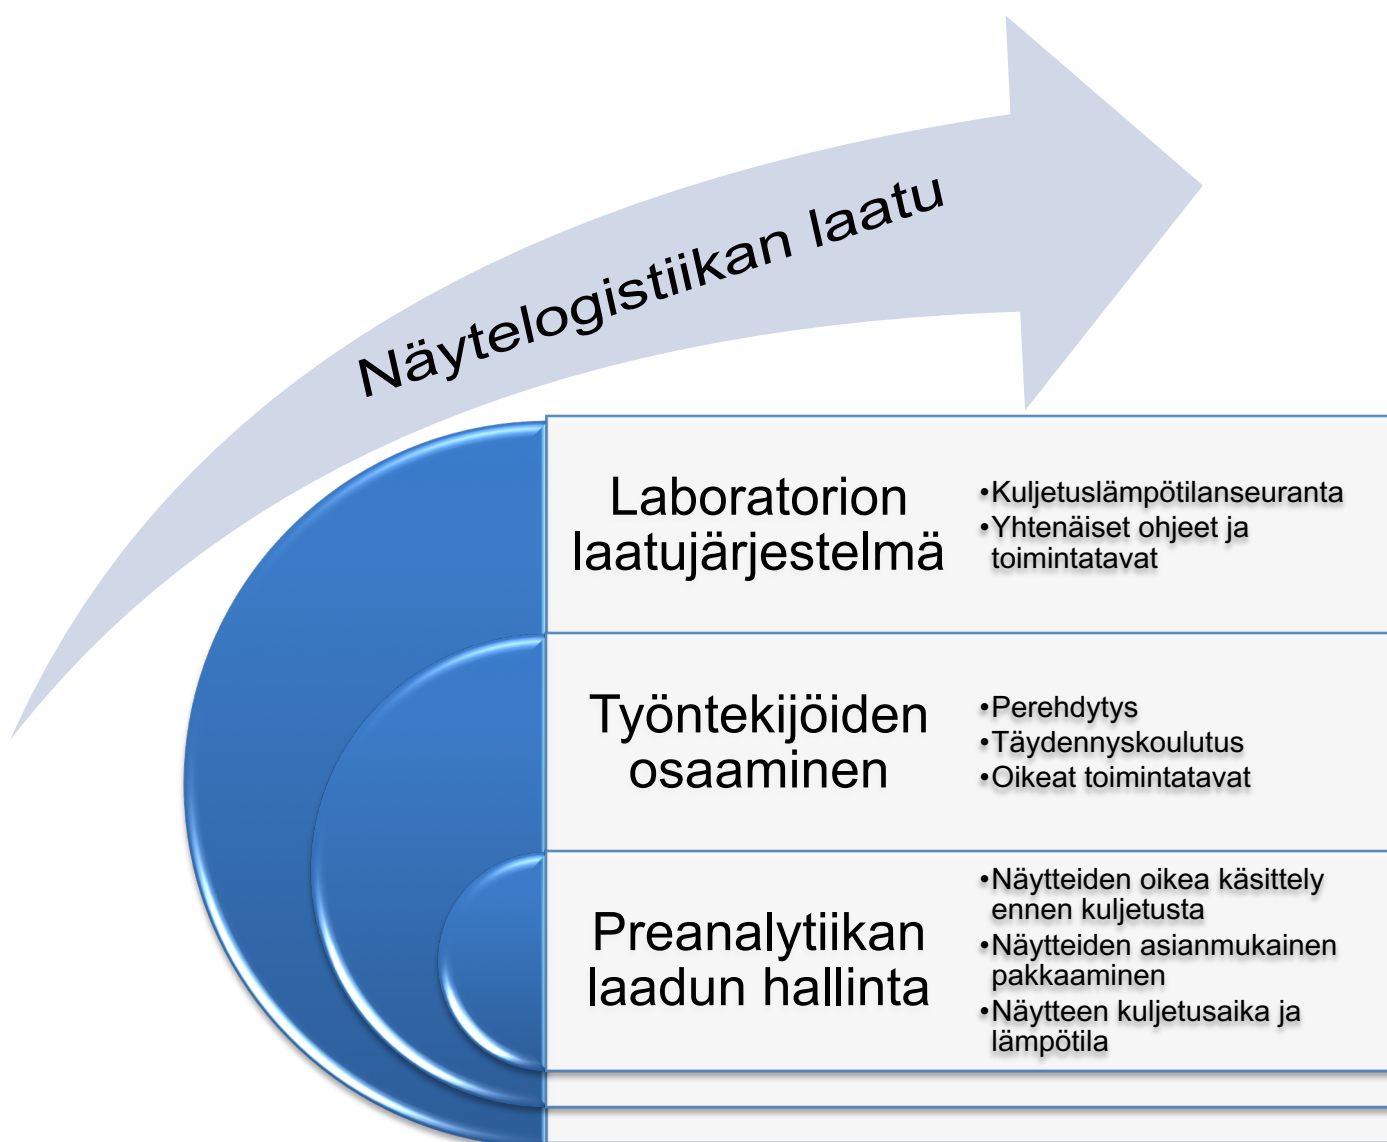 Näytelogistiikan laatu
Laboratorion
laatujärjestelmä
•Kuljetuslämpötilanseuranta
•Yhtenäiset ohjeet ja
toimintatavat
Työntekijöiden
osaaminen
•Perehdytys
•Täydennyskoulutus
•Oikeat toimintatavat
Preanalytiikan
laadun hallinta
•Näytteiden oikea käsittely
ennen kuljetusta
•Näytteiden asianmukainen
pakkaaminen
•Näytteen kuljetusaika ja
lämpötila